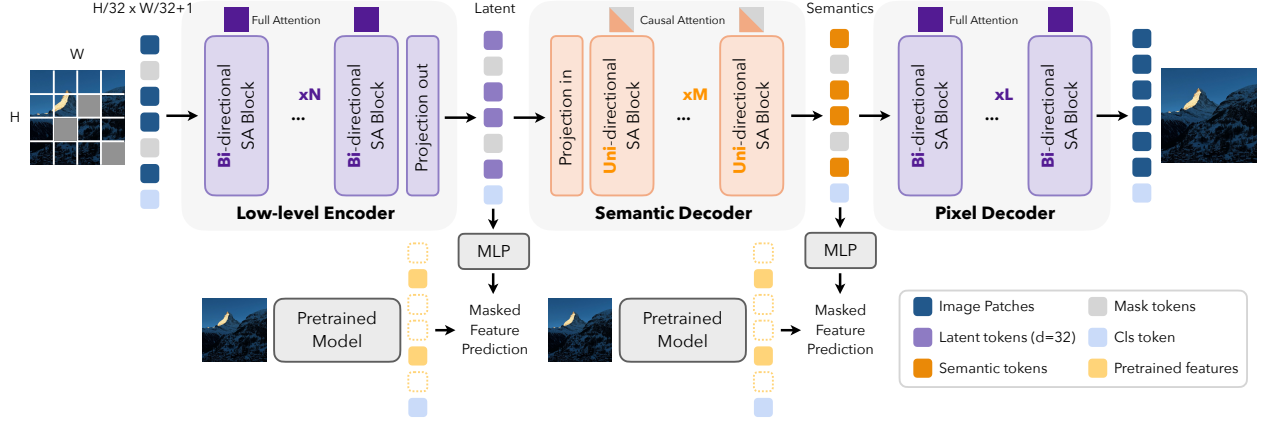 H/32 x W/32+1
Full Attention
Latent
Causal Attention
Semantics
Full Attention
W
H
Bi-directional
SA Block
xN
...
Bi-directional
SA Block
Projection out
Projection in
Uni-directional
SA Block
xM
...
Uni-directional
SA Block
Bi-directional
SA Block
xL
...
Bi-directional
SA Block
Low-level Encoder
Semantic Decoder
Pixel Decoder
MLP
MLP
Pretrained
Model
Masked
Feature
Prediction
Pretrained
Model
Masked
Feature
Prediction
Image Patches
Mask tokens
Latent tokens (d=32)
Cls token
Semantic tokens
Pretrained features